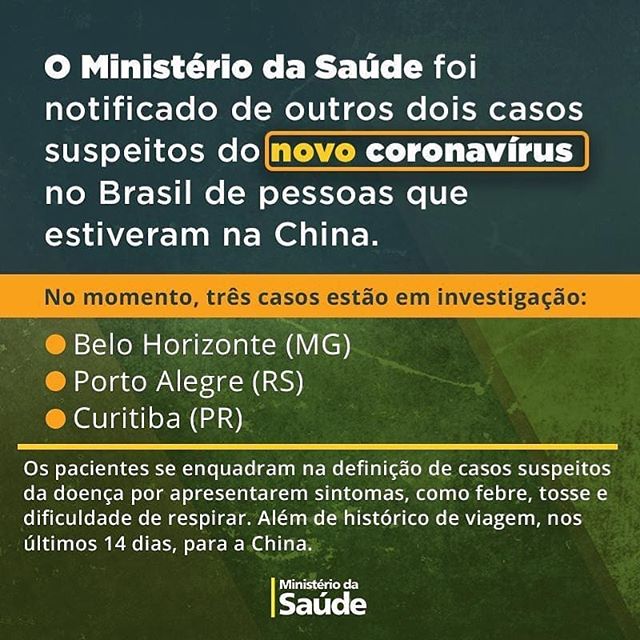 O Ministério da Saúde foi
notificado de outros dois casos
suspeitos do novo coronavírus
no Brasil de pessoas que
estiveram na China.
No momento, três casos estão em investigação:
Belo Horizonte (MG)
Porto Alegre (RS)
Curitiba (PR)
Os pacientes se enquadram na definição de casos suspeitos
da doença por apresentarem sintomas, como febre, tosse e
dificuldade de respirar. Além de histórico de viagem, nos
últimos 14 dias, para a China.
Ministério da
Saúde